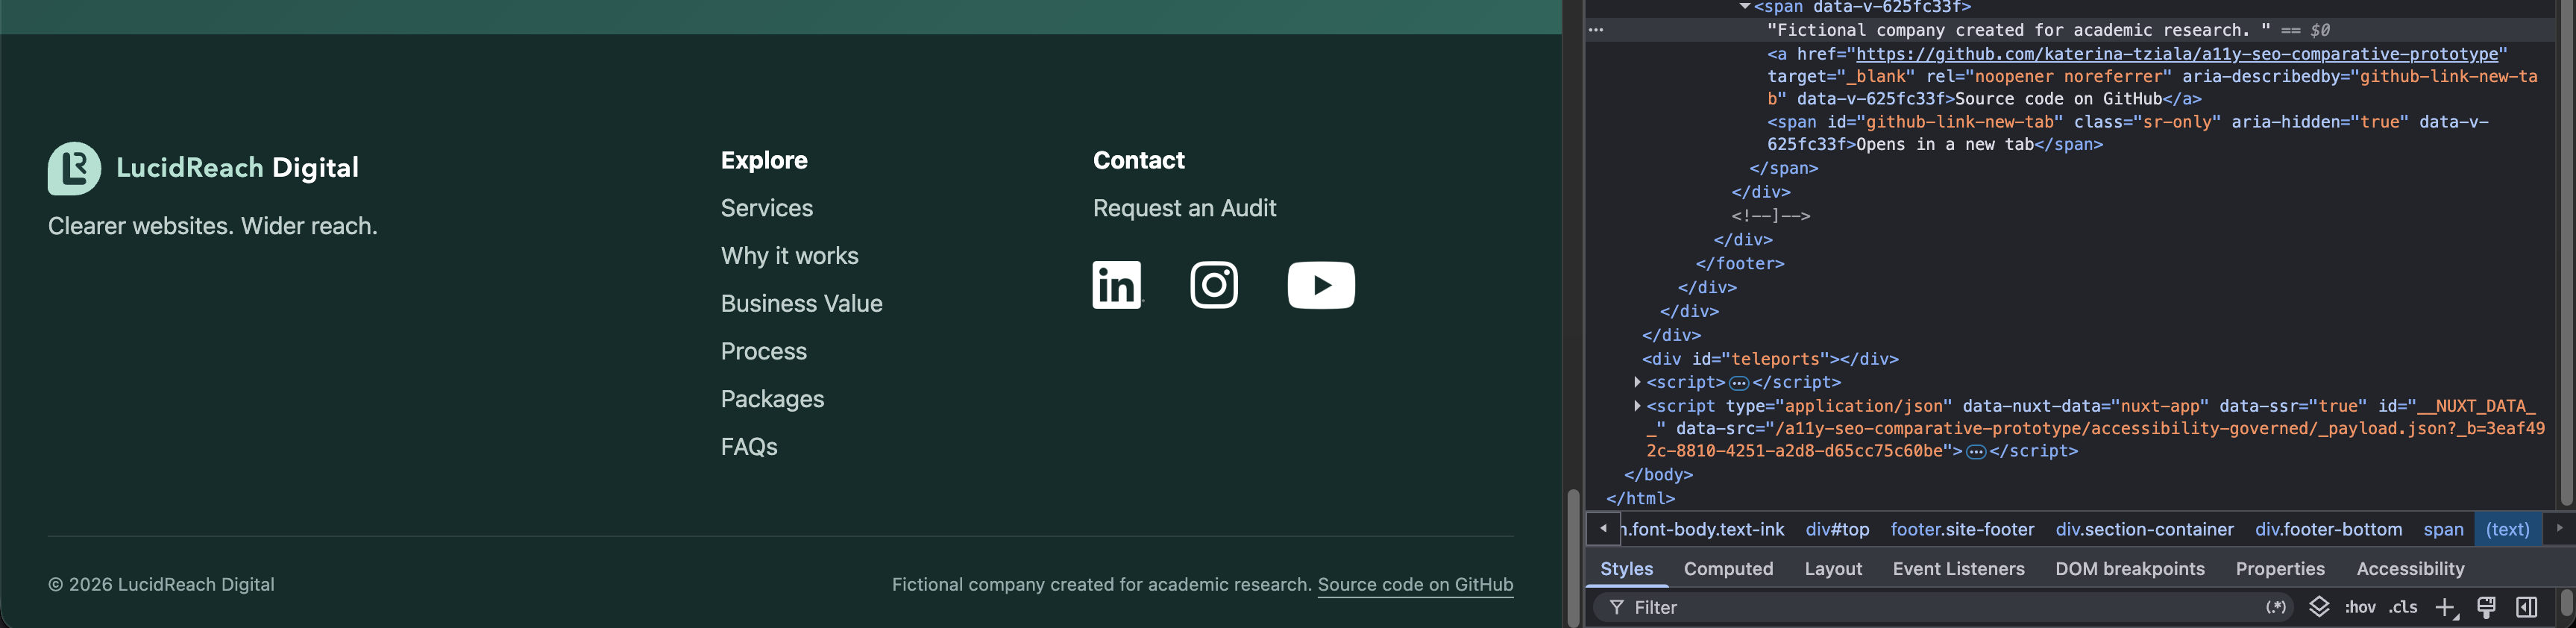 LucidReach Digital
Clearer websites. Wider reach.
Explore
Services
Why it works
Business Value
Process
Packages
FAQs
Contact
Request an Audit
in
© 2026 LucidReach Digital
Fictional company created for academic research. Source code on GitHub
<span data-v-625fc33f>
"Fictional company created for academic research. " == $0
<a href="https://github.com/katerina-tziala/a11y-seo-comparative-prototype"
target="_blank" rel="noopener noreferrer" aria-describedby="github-link-new-ta
b" data-v-625fc33f>Source code on GitHub</a>
<span id="github-link-new-tab" class="sr-only" aria-hidden="true" data-v-
625fc33f>Opens in a new tab</span>
</span>
</div>
<!--]-->
</div>
</footer>
</div>
</div>
</div>
<div id="teleports"></div>
<script>…</script>
<script type="application/json" data-nuxt-data="nuxt-app" data-ssr="true" id="__NUXT_DATA_
_" data-src="/a11y-seo-comparative-prototype/accessibility-governed/_payload.json?_b=3eaf49
2c-8810-4251-a2d8-d65cc75c60be">…</script>
</body>
</html>
.font-body.text-ink div#top footer.site-footer div.section-container div.footer-bottom span (text)
Styles Computed Layout Event Listeners DOM breakpoints Properties Accessibility
Filter (.*) :hov .cls